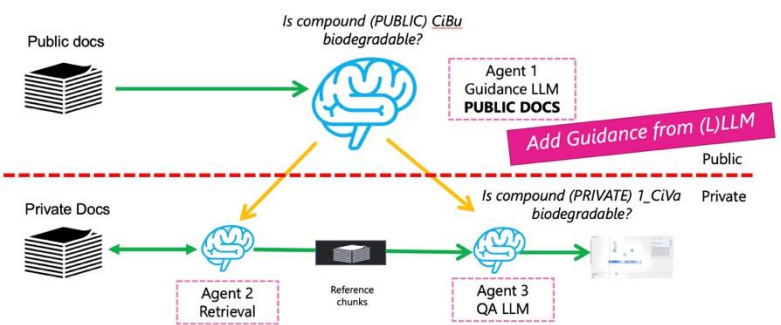 Is compound (PUBLIC) CiBu
biodegradable?
Public docs
Agent 1
Guidance LLM
PUBLIC DOCS
Add Guidance from (L)LLM
Public
Is compound (PRIVATE) 1_CiVa
biodegradable?
Private
Private Docs
Agent 2
Retrieval
Reference
chunks
Agent 3
QA LLM